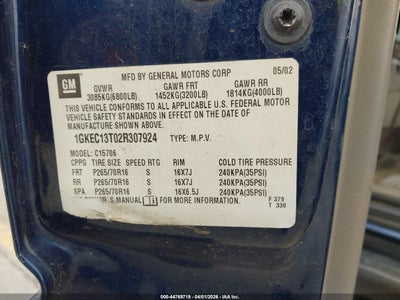 GM
MFD BY GENERAL MOTORS CORP 05/02
GVWR GAWR FRT GAWR RR
3085KG(6800LB) 1452KG(3200LB) 1814KG(4000LB)
THIS VEHICLE CONFORMS TO ALL APPLICABLE U.S. FEDERAL MOTOR
VEHICLE SAFETY STANDARDS IN EFFECT ON THE DATE OF
MANUFACTURE SHOWN ABOVE.
1GKEC13T02R307924 TYPE: M.P.V.
MODEL: C15706
CPPG TIRE SIZE SPEED RTG RIM COLD TIRE PRESSURE
FRT P265/70R16 S 16X7J 240KPA(35PSI)
RR P265/70R16 S 16X7J 240KPA(35PSI)
SPA P265/70R16 S 16X6.5J 240KPA(35PSI)
OWNER'S MANUAL FOR MORE INFORMATION.
F 379
T 330
000-44768719 - 04/01/2026 -